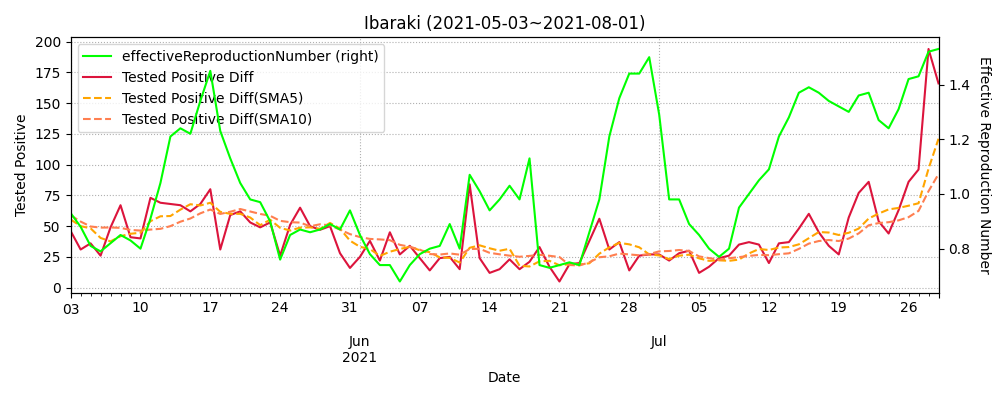 Ibaraki (2021-05-03~2021-08-01)
effectiveReproductionNumber (right)
Tested Positive Diff
Tested Positive Diff(SMA5)
Tested Positive Diff(SMA10)
200
175
150
125
100
75
50
25
0
Tested Positive
1.4
1.2
1.0
0.8
Effective Reproduction Number
03 10 17 24 31 07 14 21 28 05 12 19 26
Jun Jul
2021
Date